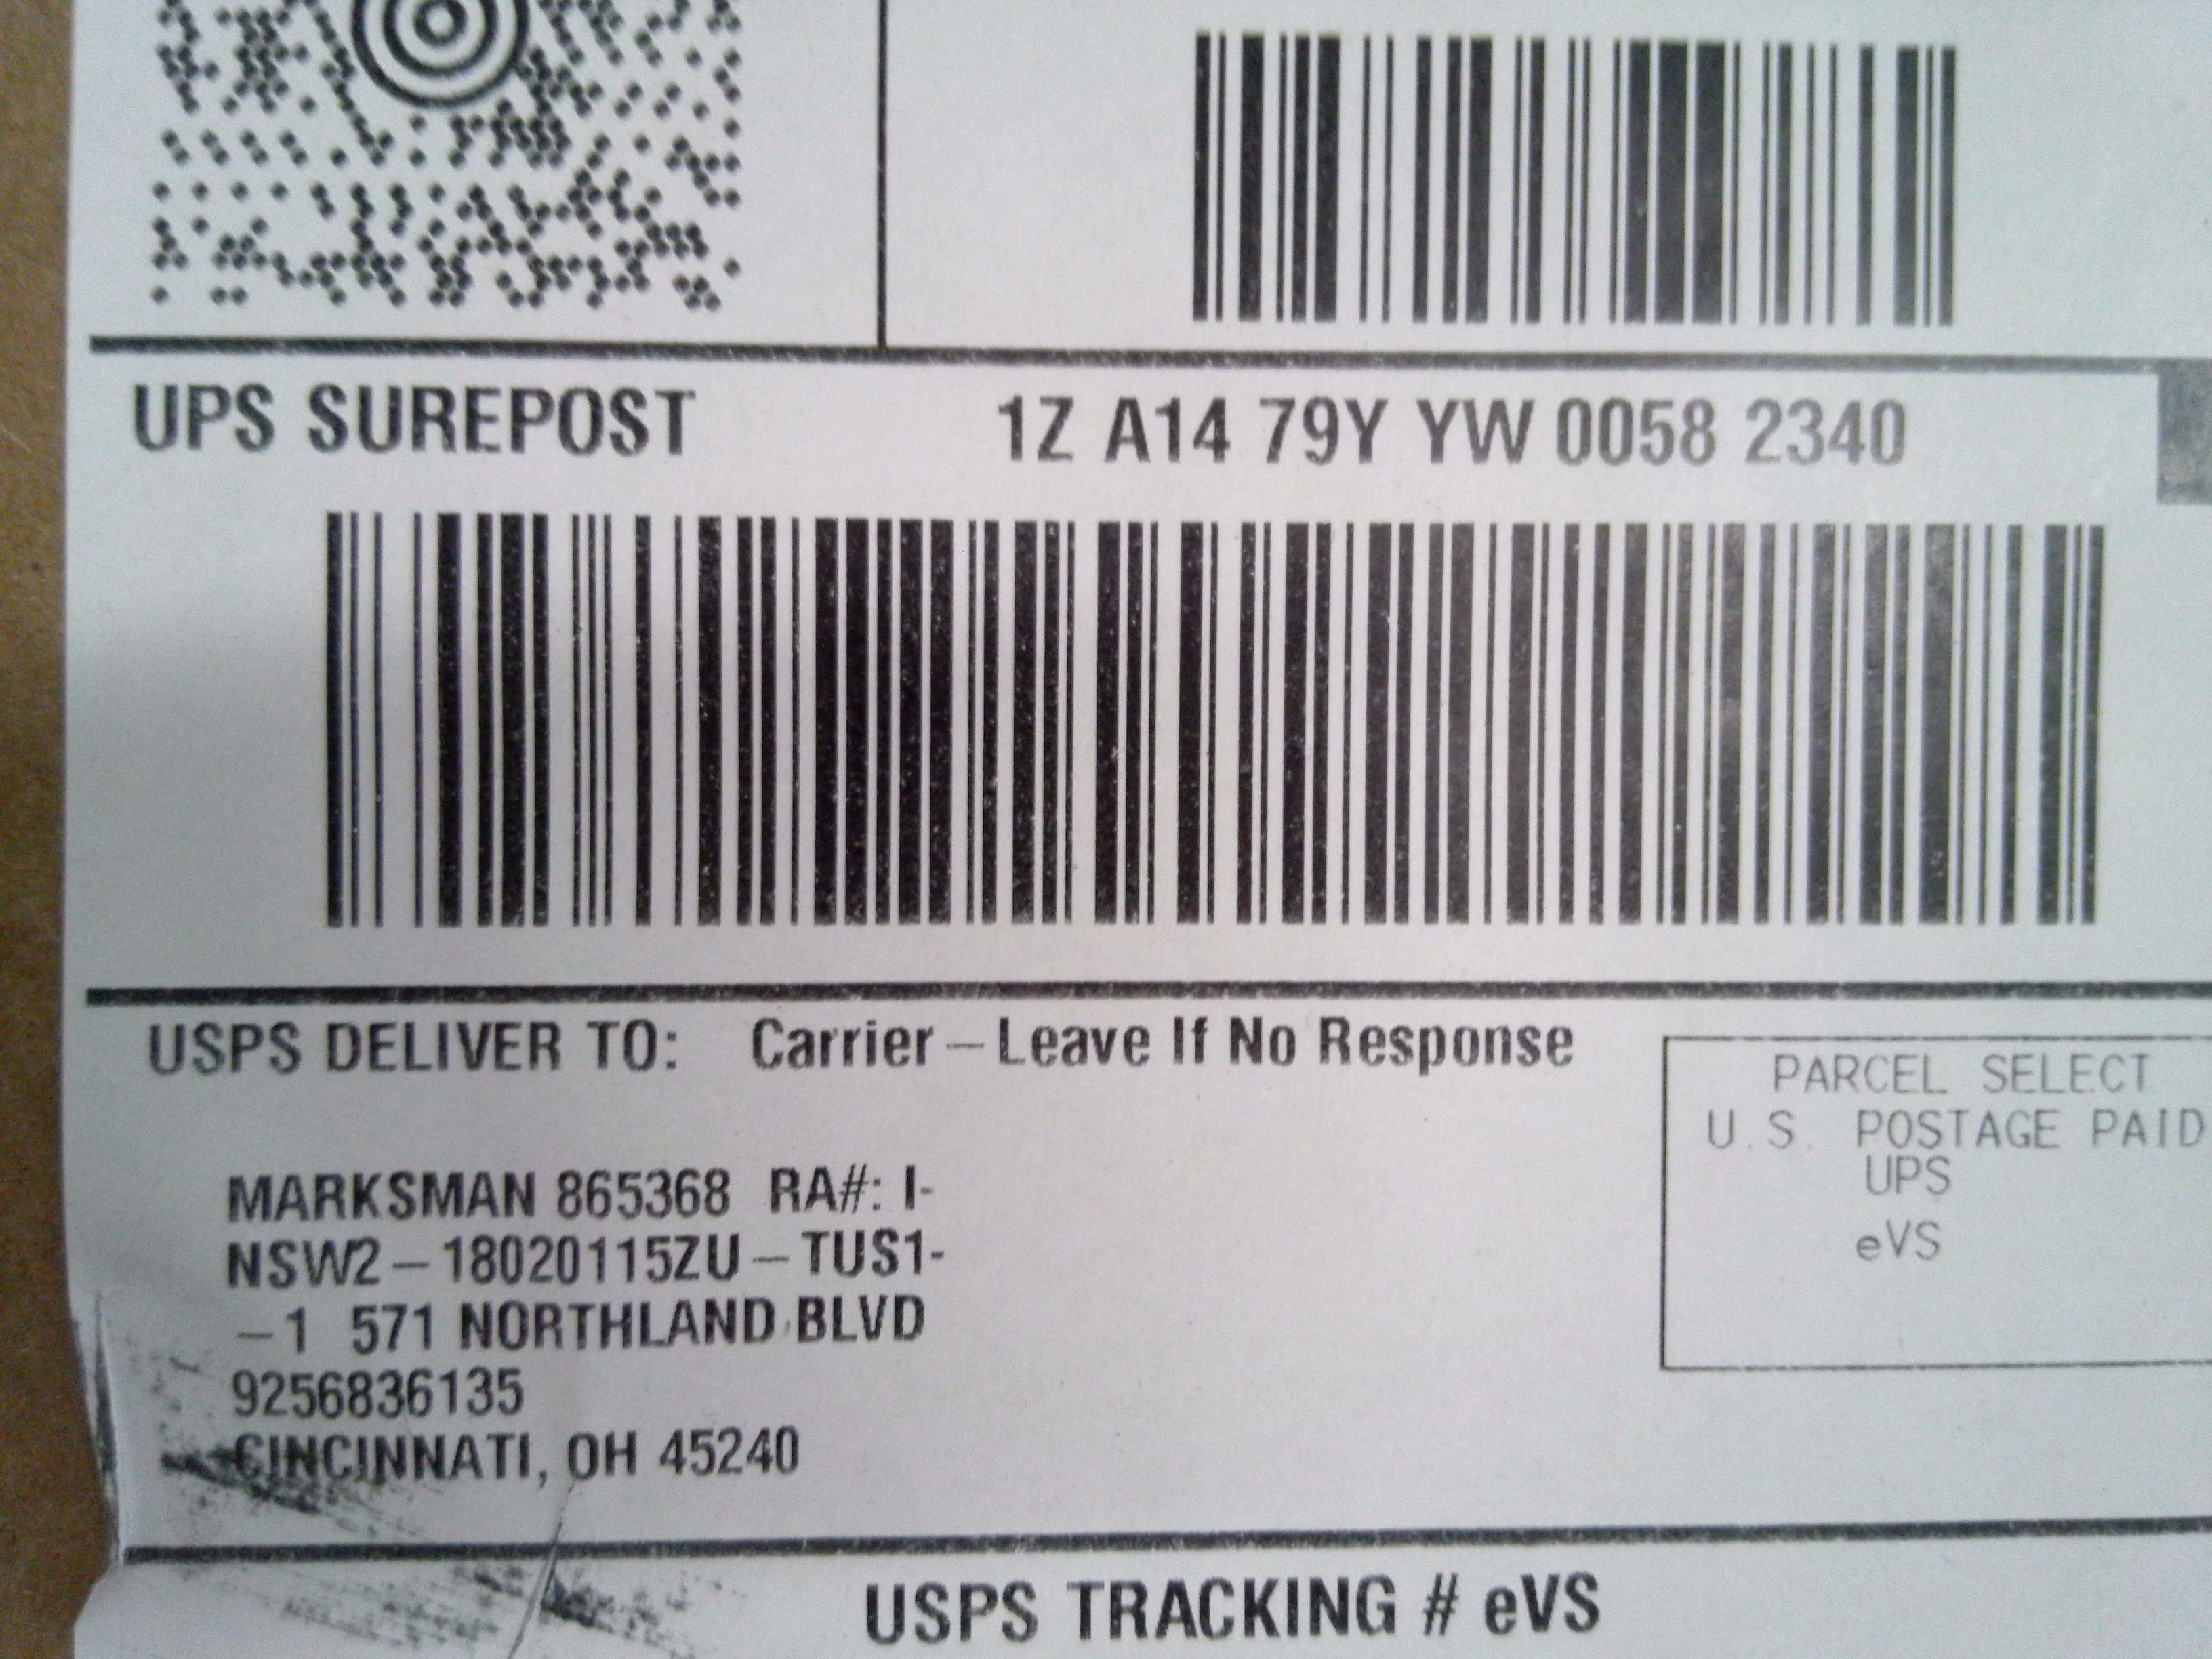 UPS SUREPOST 1Z A14 79Y YW 0058 2340
USPS DELIVER TO: Carrier – Leave If No Response
PARCEL SELECT
U.S. POSTAGE PAID
UPS
eVS
MARKSMAN 865368 RA#: I-
NSW2 – 18020115ZU – TUS1-
– 1 571 NORTHLAND BLVD
9256836135
CINCINNATI, OH 45240
USPS TRACKING # eVS